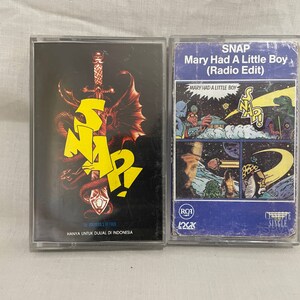 SNAP!
HANYA UNTUK DIJUAL DI INDONESIA
SNAP
Mary Had A Little Boy
(Radio Edit)
MARY HAD A LITTLE BOY
SNAP!
RCA
LOGIC